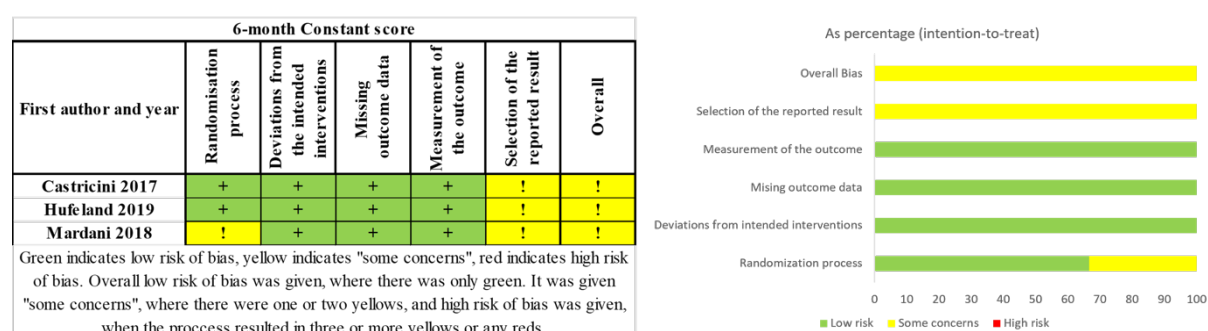 6-month Constant score
First author and year
Randomisation
process
Deviations from
the intended
interventions
Missing
outcome data
Measurement of
the outcome
Selection of the
reported result
Overall
Castricini 2017 + + + + ! !
Hufeland 2019 + + + + ! !
Mardani 2018 ! + + + ! !
Green indicates low risk of bias, yellow indicates "some concerns", red indicates high risk
of bias. Overall low risk of bias was given, where there was only green. It was given
"some concerns", where there were one or two yellows, and high risk of bias was given,
when the proccess resulted in three or more yellows or any reds
As percentage (intention-to-treat)
Overall Bias
Selection of the reported result
Measurement of the outcome
Mising outcome data
Deviations from intended interventions
Randomization process
0 10 20 30 40 50 60 70 80 90 100
Low risk Some concerns High risk